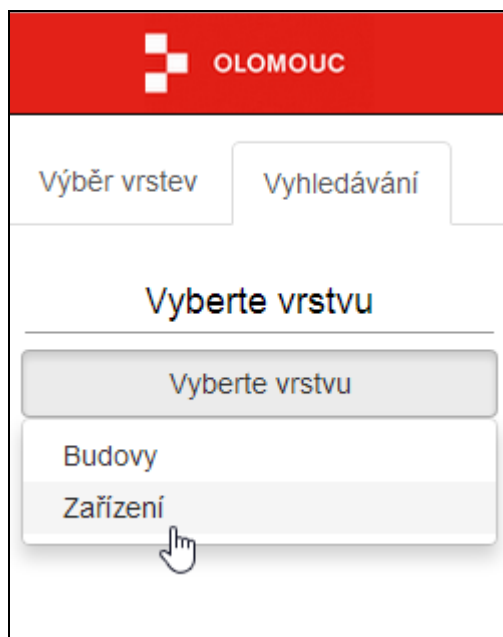 OLOMOUC
Výběr vrstev Vyhledávání
Vyberte vrstvu
Vyberte vrstvu
Budovy
Zařízení